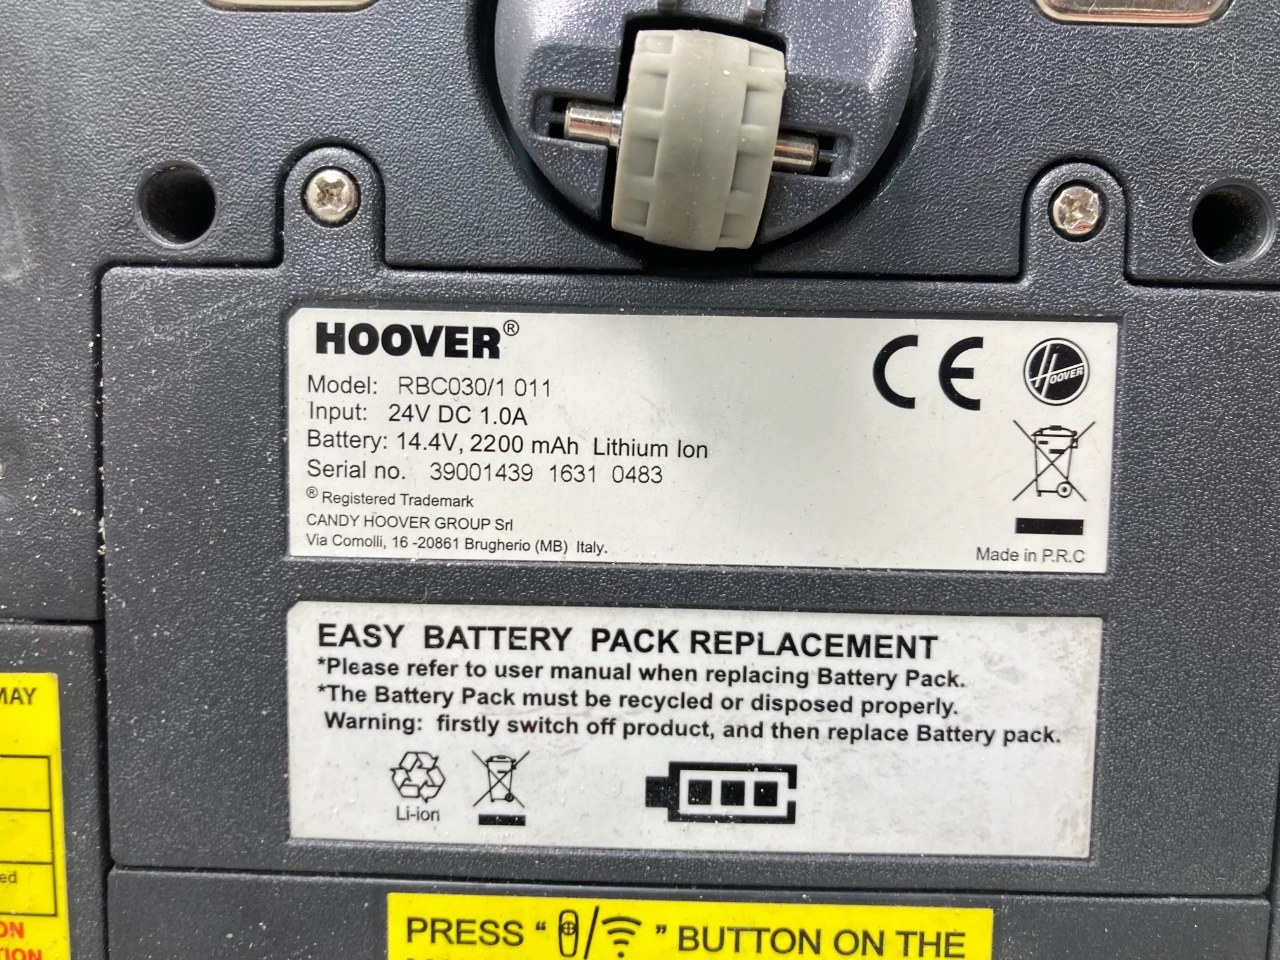 HOOVER®
HOOVER
Model: RBC030/1 011
Input: 24V DC 1.0A
Battery: 14.4V, 2200 mAh Lithium Ion
Serial no. 39001439 1631 0483
® Registered Trademark
CANDY HOOVER GROUP Srl
Via Comolli, 16 -20861 Brugherio (MB) Italy.
Made in P.R.C
EASY BATTERY PACK REPLACEMENT
*Please refer to user manual when replacing Battery Pack.
*The Battery Pack must be recycled or disposed properly.
Warning: firstly switch off product, and then replace Battery pack.
Li-ion
MAY
PRESS “ / ” BUTTON ON THE